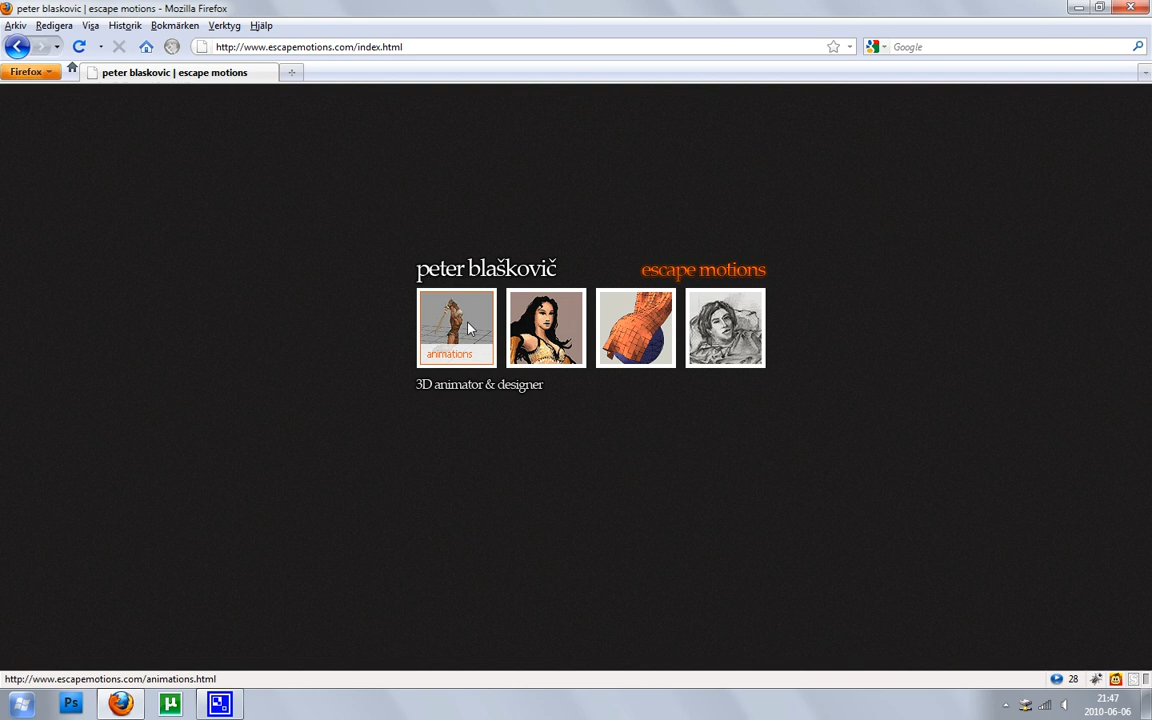 peter blaskovic | escape motions - Mozilla Firefox
Arkiv Redigera Visa Historik Bokmärken Verktyg Hjälp
http://www.escapemotions.com/index.html
Google
Firefox
peter blaskovic | escape motions
peter blaškovič
escape motions
animations
3D animator & designer
http://www.escapemotions.com/animations.html
28
Ps
µ
21:47
2010-06-06